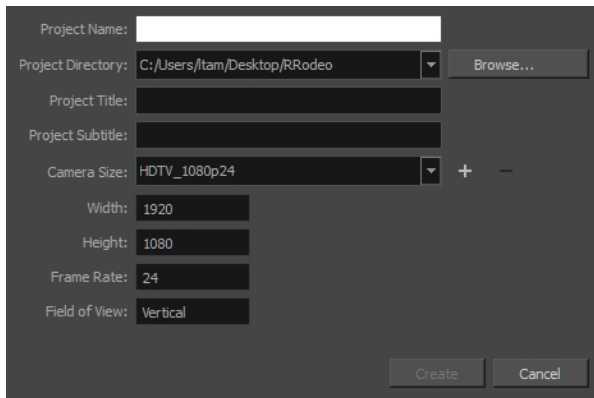 Project Name:
Project Directory: C:/Users/ltam/Desktop/RRodeo Browse...
Project Title:
Project Subtitle:
Camera Size: HDTV_1080p24
Width: 1920
Height: 1080
Frame Rate: 24
Field of View: Vertical
Create Cancel